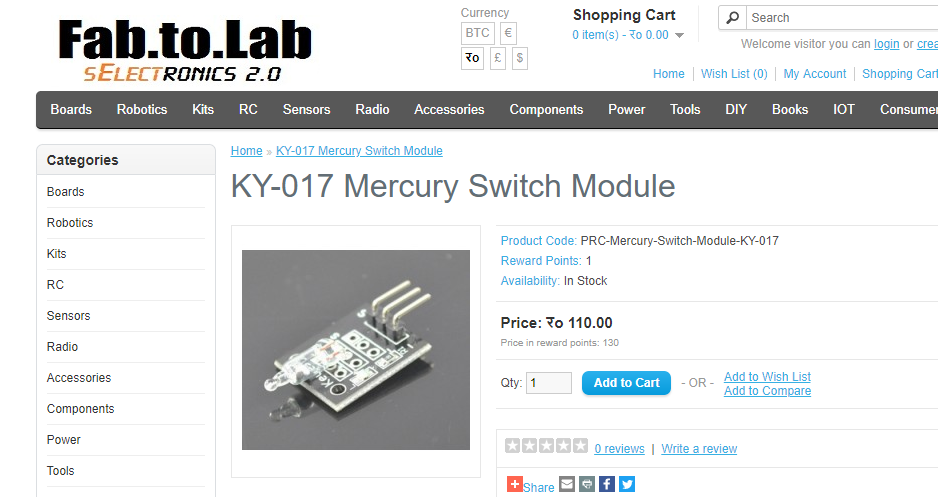 Fab.to.Lab
sELECTRONICS 2.0
Currency
BTC €
₹o £ $
Shopping Cart
0 item(s) - ₹o 0.00
Search
Welcome visitor you can login or crea
Home Wish List (0) My Account Shopping Cart
Boards Robotics Kits RC Sensors Radio Accessories Components Power Tools DIY Books IOT Consumer
Categories
Boards
Robotics
Kits
RC
Sensors
Radio
Accessories
Components
Power
Tools
Home » KY-017 Mercury Switch Module
KY-017 Mercury Switch Module
Product Code: PRC-Mercury-Switch-Module-KY-017
Reward Points: 1
Availability: In Stock
Price: ₹o 110.00
Price in reward points: 130
Qty: 1 Add to Cart - OR - Add to Wish List
Add to Compare
0 reviews | Write a review
Share